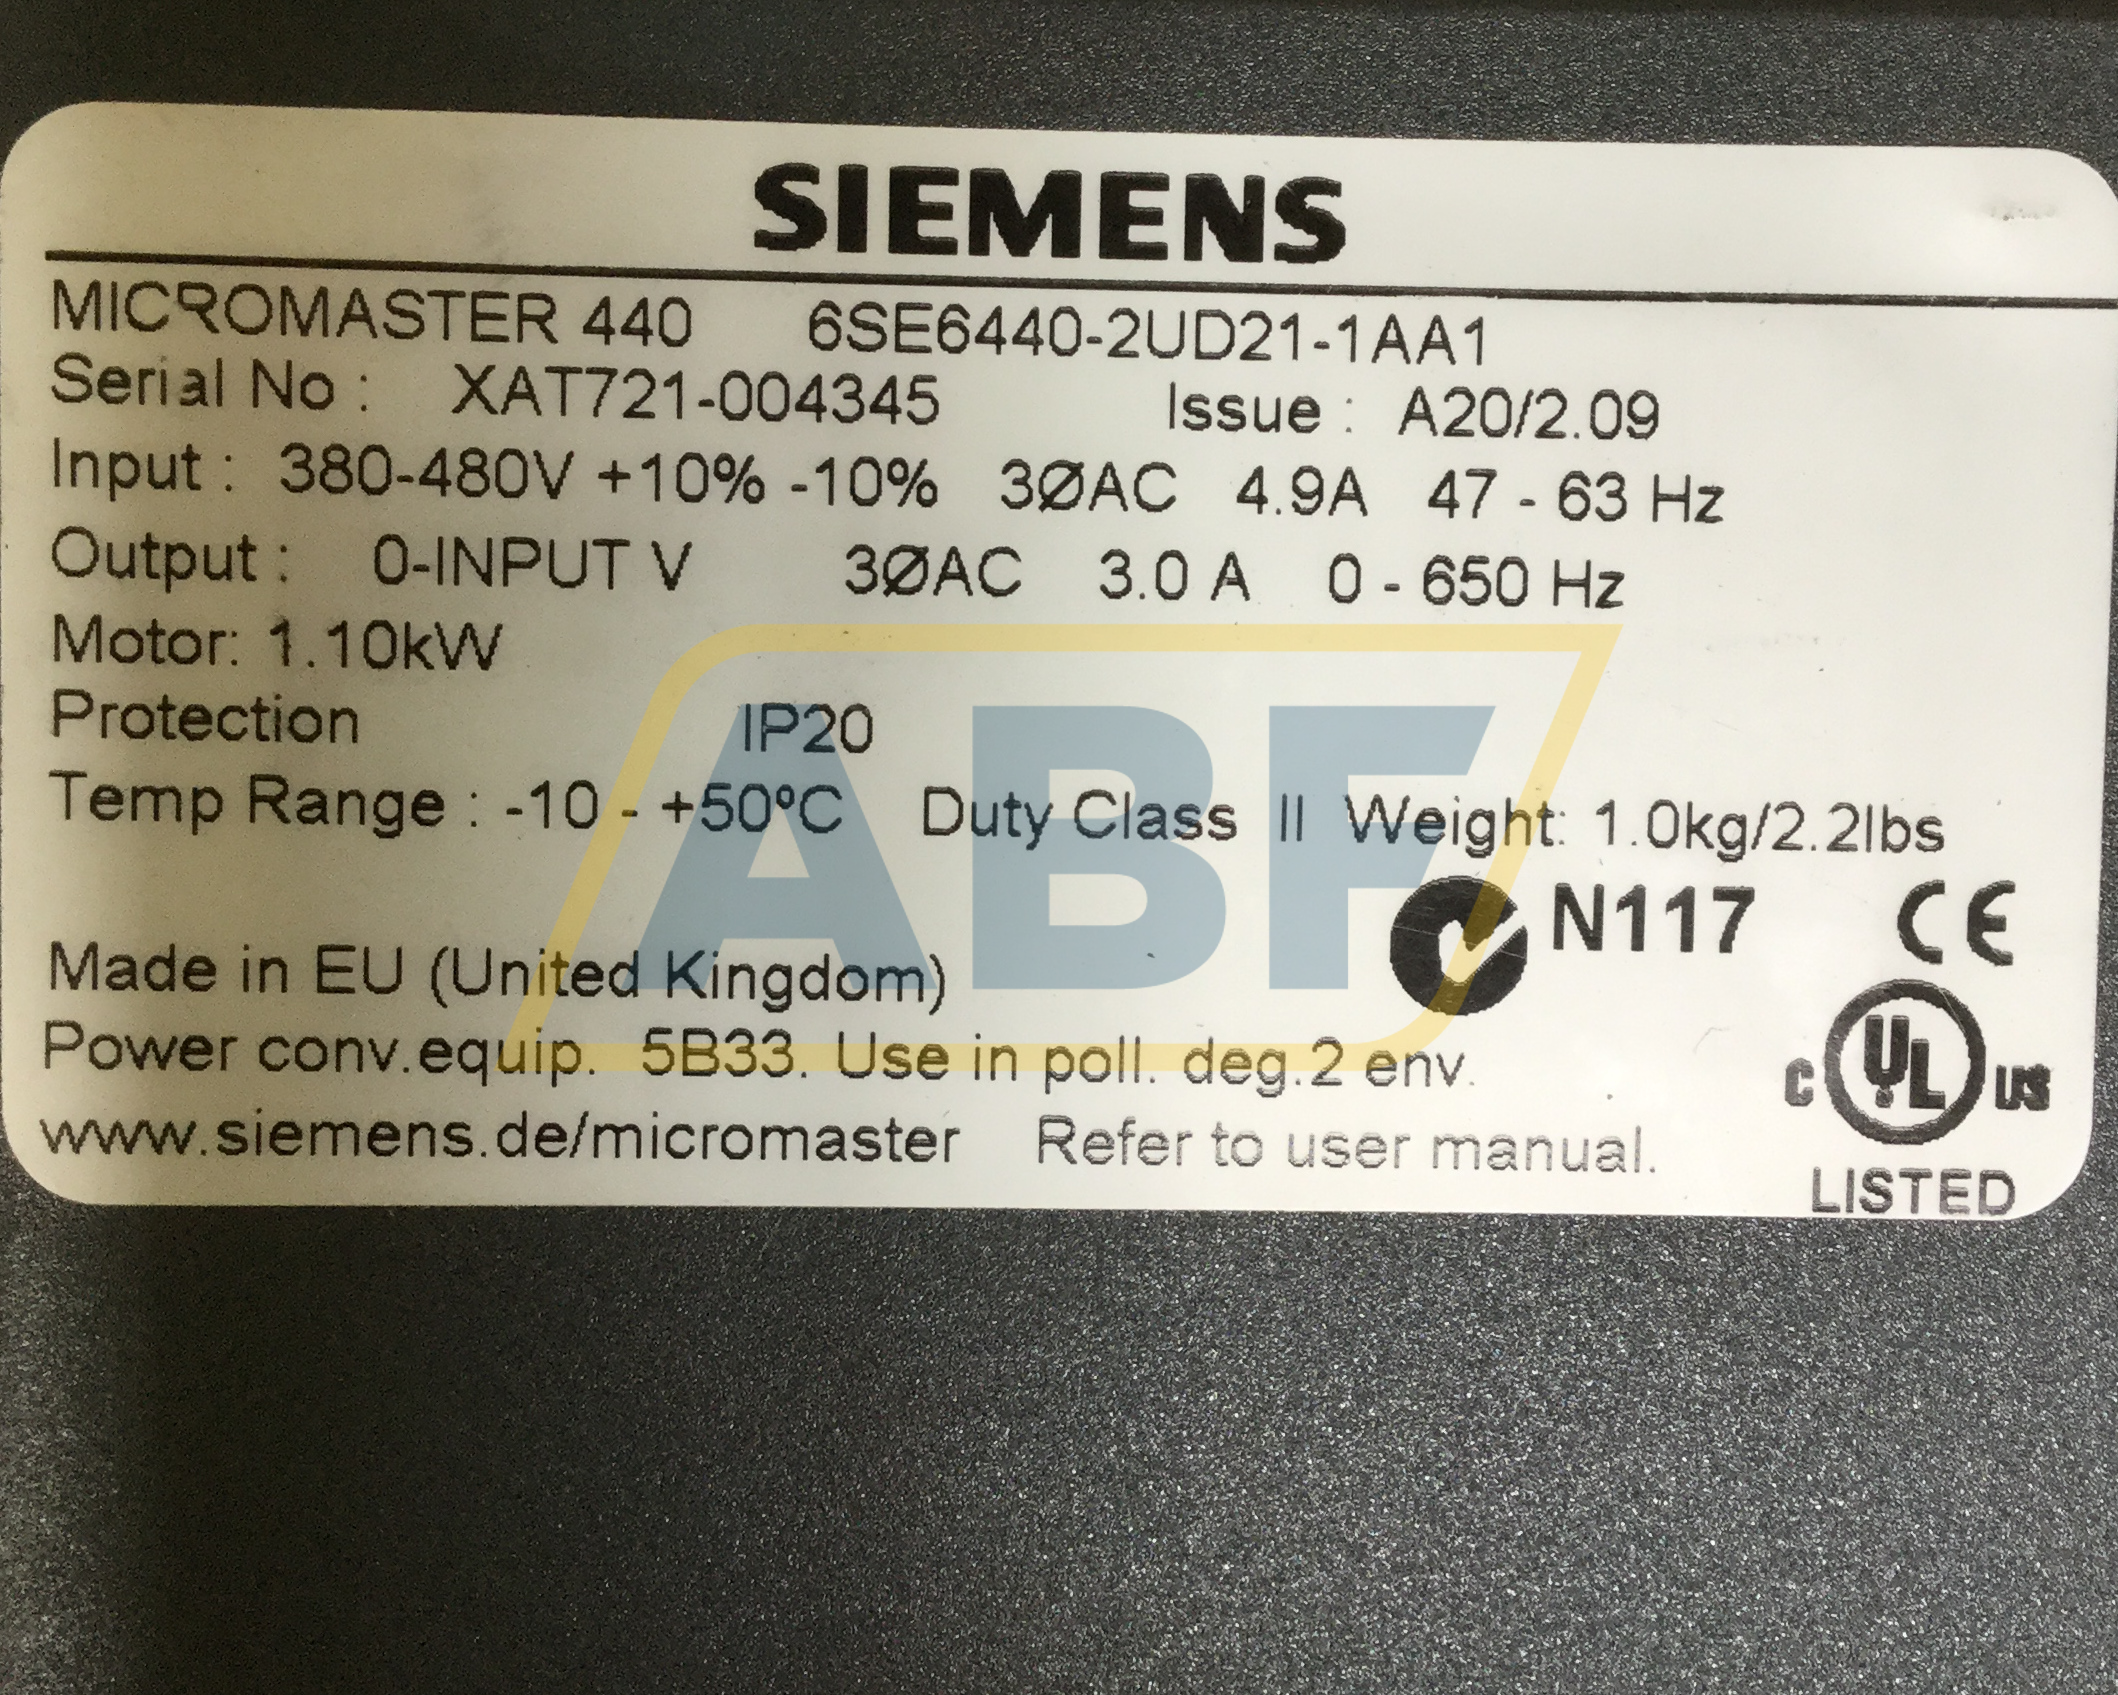 SIEMENS
MICROMASTER 440 6SE6440-2UD21-1AA1
Serial No : XAT721-004345 Issue : A20/2.09
Input : 380-480V +10% -10% 3ØAC 4.9A 47 - 63 Hz
Output : 0-INPUT V 3ØAC 3.0 A 0 - 650 Hz
Motor: 1.10kW
Protection IP20
Temp Range : -10 - +50ºC Duty Class II Weight: 1.0kg/2.2lbs
ABF
N117 CE
Made in EU (United Kingdom)
Power conv.equip. 5B33. Use in poll. deg.2 env.
C UL US
www.siemens.de/micromaster Refer to user manual.
LISTED